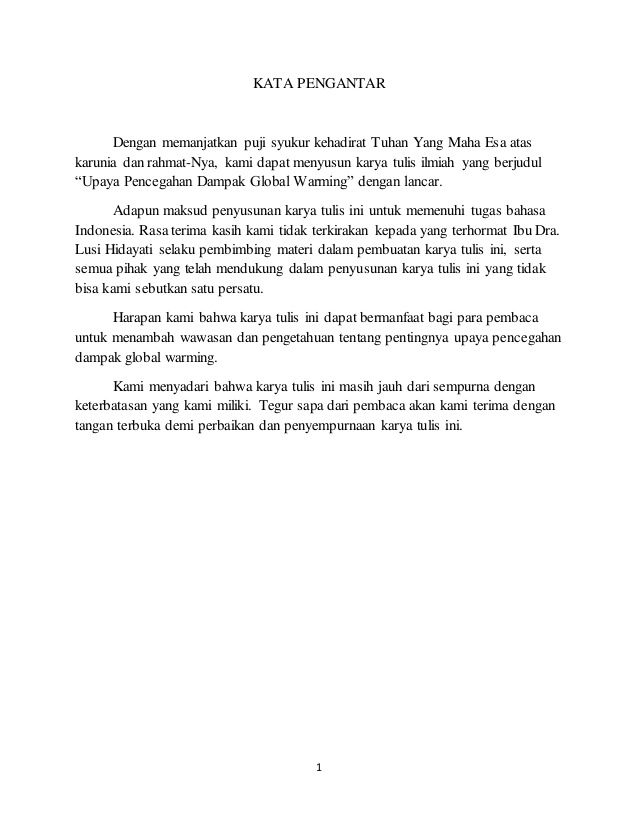 KATA PENGANTAR
Dengan memanjatkan puji syukur kehadirat Tuhan Yang Maha Esa atas
karunia dan rahmat-Nya, kami dapat menyusun karya tulis ilmiah yang berjudul
“Upaya Pencegahan Dampak Global Warming” dengan lancar.
Adapun maksud penyusunan karya tulis ini untuk memenuhi tugas bahasa
Indonesia. Rasa terima kasih kami tidak terkirakan kepada yang terhormat Ibu Dra.
Lusi Hidayati selaku pembimbing materi dalam pembuatan karya tulis ini, serta
semua pihak yang telah mendukung dalam penyusunan karya tulis ini yang tidak
bisa kami sebutkan satu persatu.
Harapan kami bahwa karya tulis ini dapat bermanfaat bagi para pembaca
untuk menambah wawasan dan pengetahuan tentang pentingnya upaya pencegahan
dampak global warming.
Kami menyadari bahwa karya tulis ini masih jauh dari sempurna dengan
keterbatasan yang kami miliki. Tegur sapa dari pembaca akan kami terima dengan
tangan terbuka demi perbaikan dan penyempurnaan karya tulis ini.
1